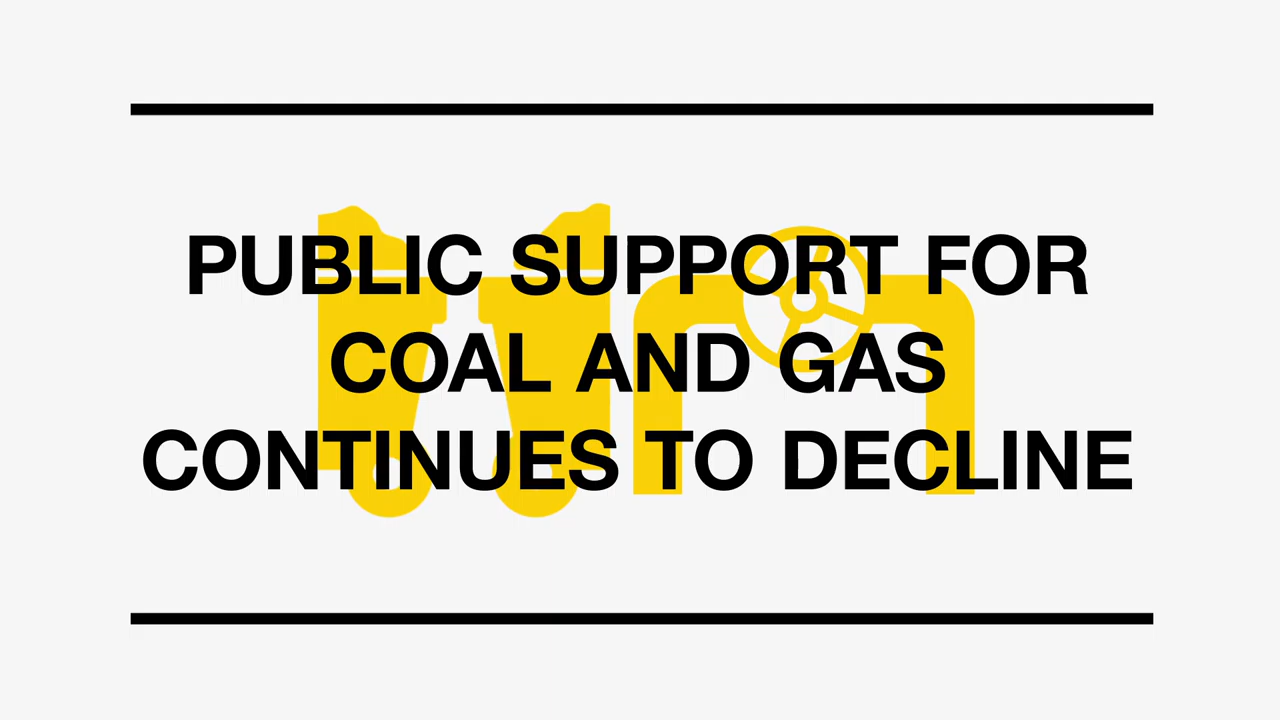 PUBLIC SUPPORT FOR
COAL AND GAS
CONTINUES TO DECLINE